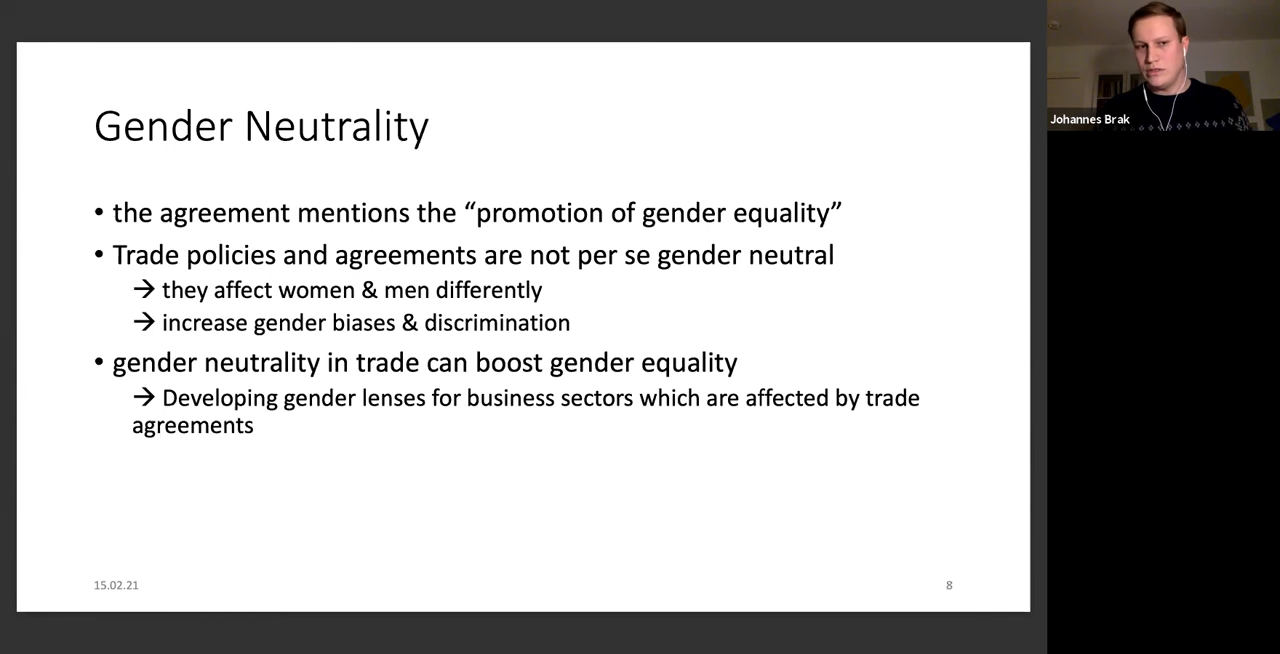 Gender Neutrality
• the agreement mentions the “promotion of gender equality”
• Trade policies and agreements are not per se gender neutral
→ they affect women & men differently
→ increase gender biases & discrimination
• gender neutrality in trade can boost gender equality
→ Developing gender lenses for business sectors which are affected by trade
agreements
15.02.21
8
Johannes Brak